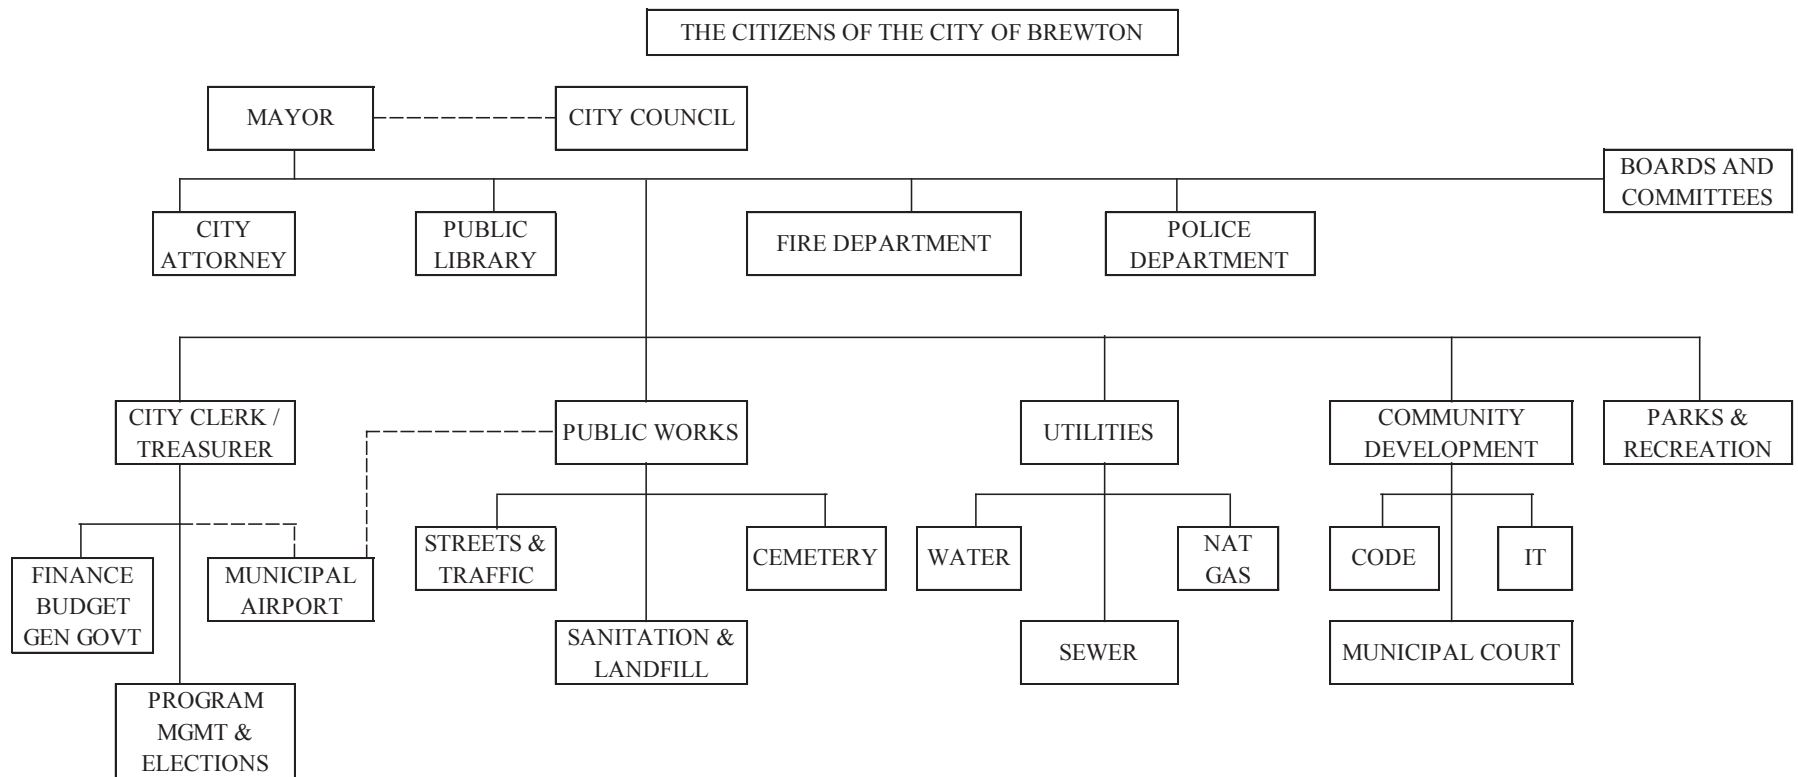 THE CITIZENS OF THE CITY OF BREWTON
MAYOR
CITY COUNCIL
BOARDS AND
COMMITTEES
CITY
ATTORNEY
PUBLIC
LIBRARY
FIRE DEPARTMENT
POLICE
DEPARTMENT
CITY CLERK /
TREASURER
PUBLIC WORKS
UTILITIES
COMMUNITY
DEVELOPMENT
PARKS &
RECREATION
FINANCE
BUDGET
GEN GOVT
MUNICIPAL
AIRPORT
STREETS &
TRAFFIC
CEMETERY
WATER
NAT
GAS
CODE
IT
PROGRAM
MGMT &
ELECTIONS
SANITATION &
LANDFILL
SEWER
MUNICIPAL COURT